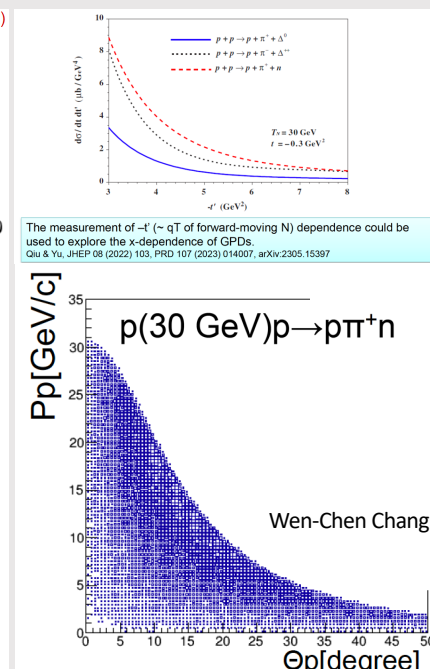 )
10
8
6
4
2
0
dσ/dt dt' (μb/GeV⁴)
p + p → p + π⁺ + Δ⁰
p + p → p + π⁻ + Δ⁺⁺
p + p → p + π⁺ + n
T_N = 30 GeV
t = −0.3 GeV²
3 4 5 6 7 8
-t' (GeV²)
The measurement of –t' (~ qT of forward-moving N) dependence could be
used to explore the x-dependence of GPDs.
Qiu & Yu, JHEP 08 (2022) 103, PRD 107 (2023) 014007, arXiv:2305.15397
Pp[GeV/c]
35
p(30 GeV)p→pπ⁺n
30
25
20
15
Wen-Chen Chang
10
5
0
0 5 10 15 20 25 30 35 40 45 50
Θp[degree]